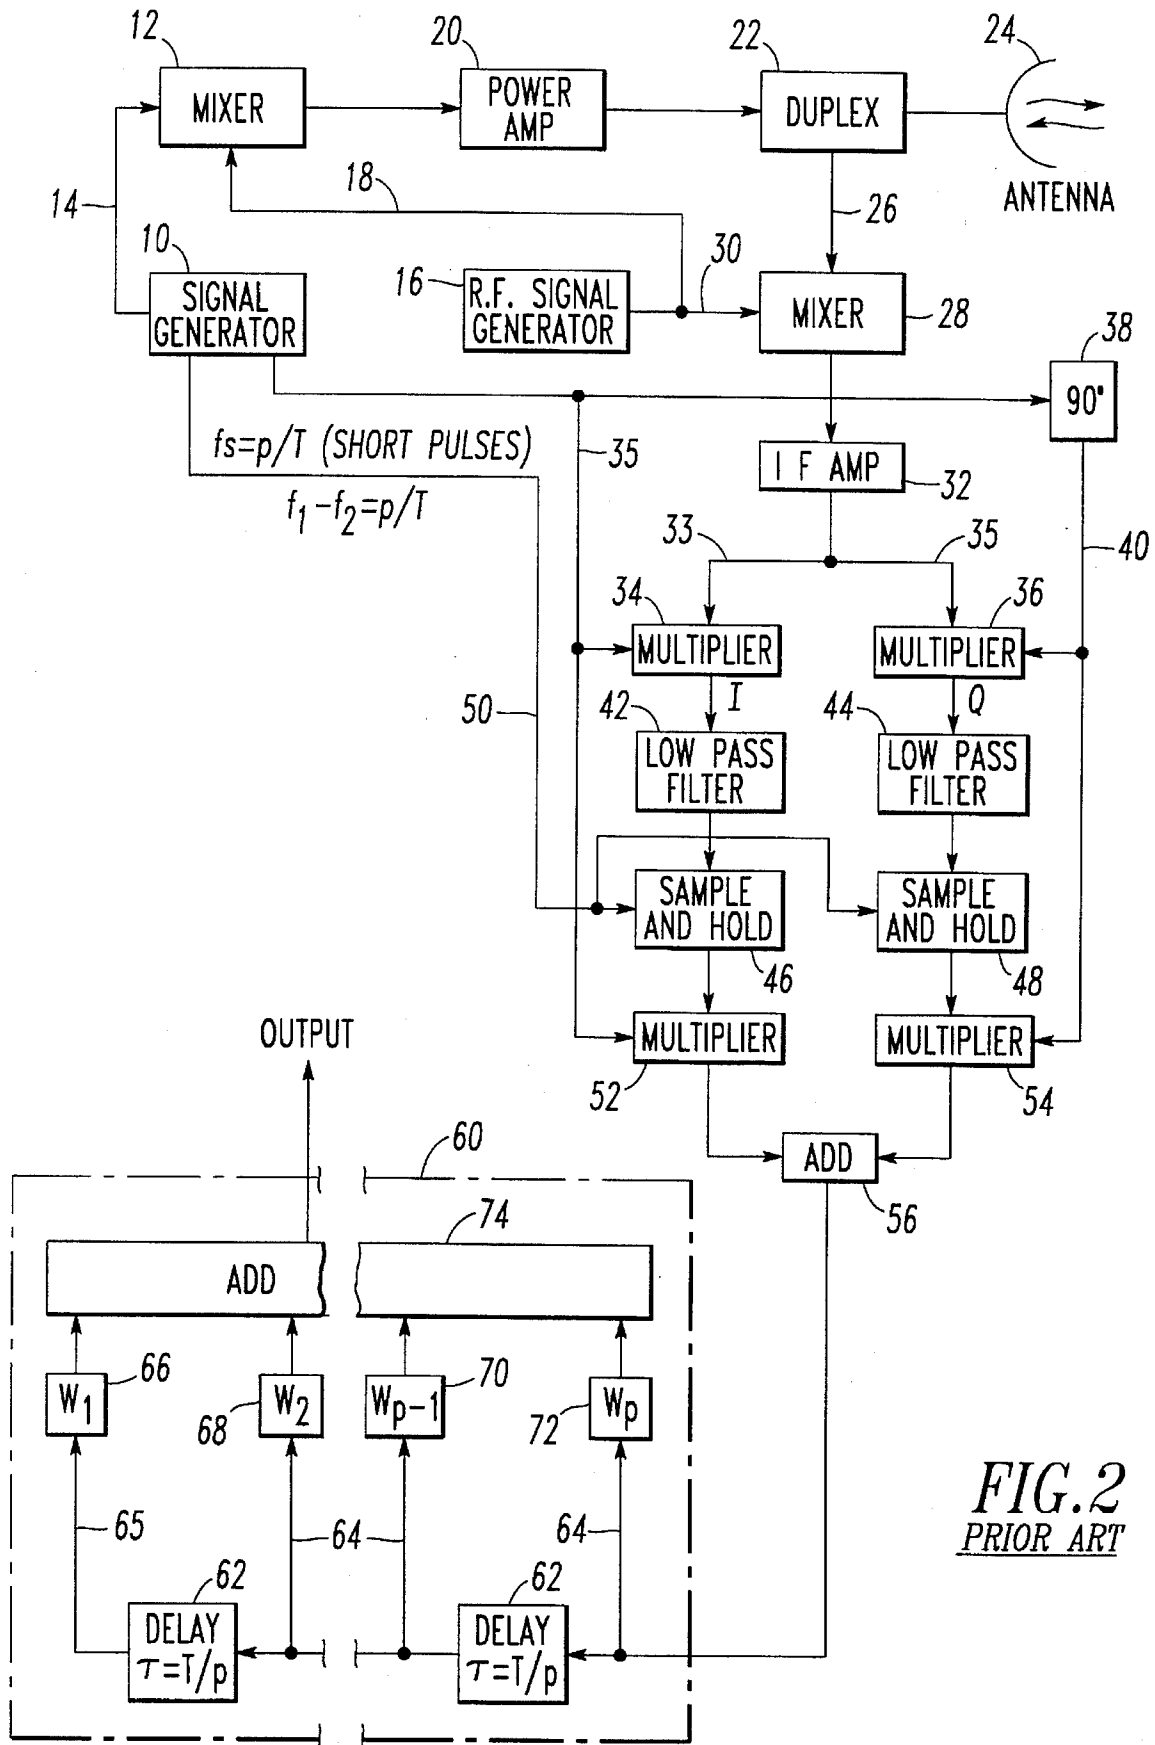 12
20
22
24
MIXER
POWER
AMP
DUPLEX
14
18
26
ANTENNA
10
16
30
SIGNAL
GENERATOR
R.F. SIGNAL
GENERATOR
MIXER
28
38
90°
fs=p/T (SHORT PULSES)
35
I F AMP
32
f1-f2=p/T
33
35
40
34
36
MULTIPLIER
MULTIPLIER
50
I
Q
42
44
LOW PASS
FILTER
LOW PASS
FILTER
SAMPLE
AND HOLD
SAMPLE
AND HOLD
46
48
OUTPUT
MULTIPLIER
MULTIPLIER
52
54
60
ADD
56
74
ADD
66
70
W1
W2
Wp-1
Wp
68
72
65
64
64
62
62
DELAY
τ=T/p
DELAY
τ=T/p
FIG.2
PRIOR ART